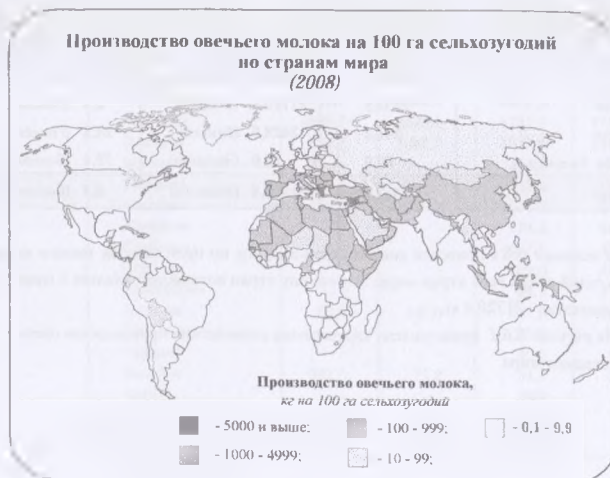 Производство овечьего молока на 100 га сельхозугодий
по странам мира
(2008)
Производство овечьего молока,
кг на 100 га сельхозугодий
- 5000 и выше;
- 100 - 999;
- 0,1 - 9,9
- 1000 - 4999;
- 10 - 99;